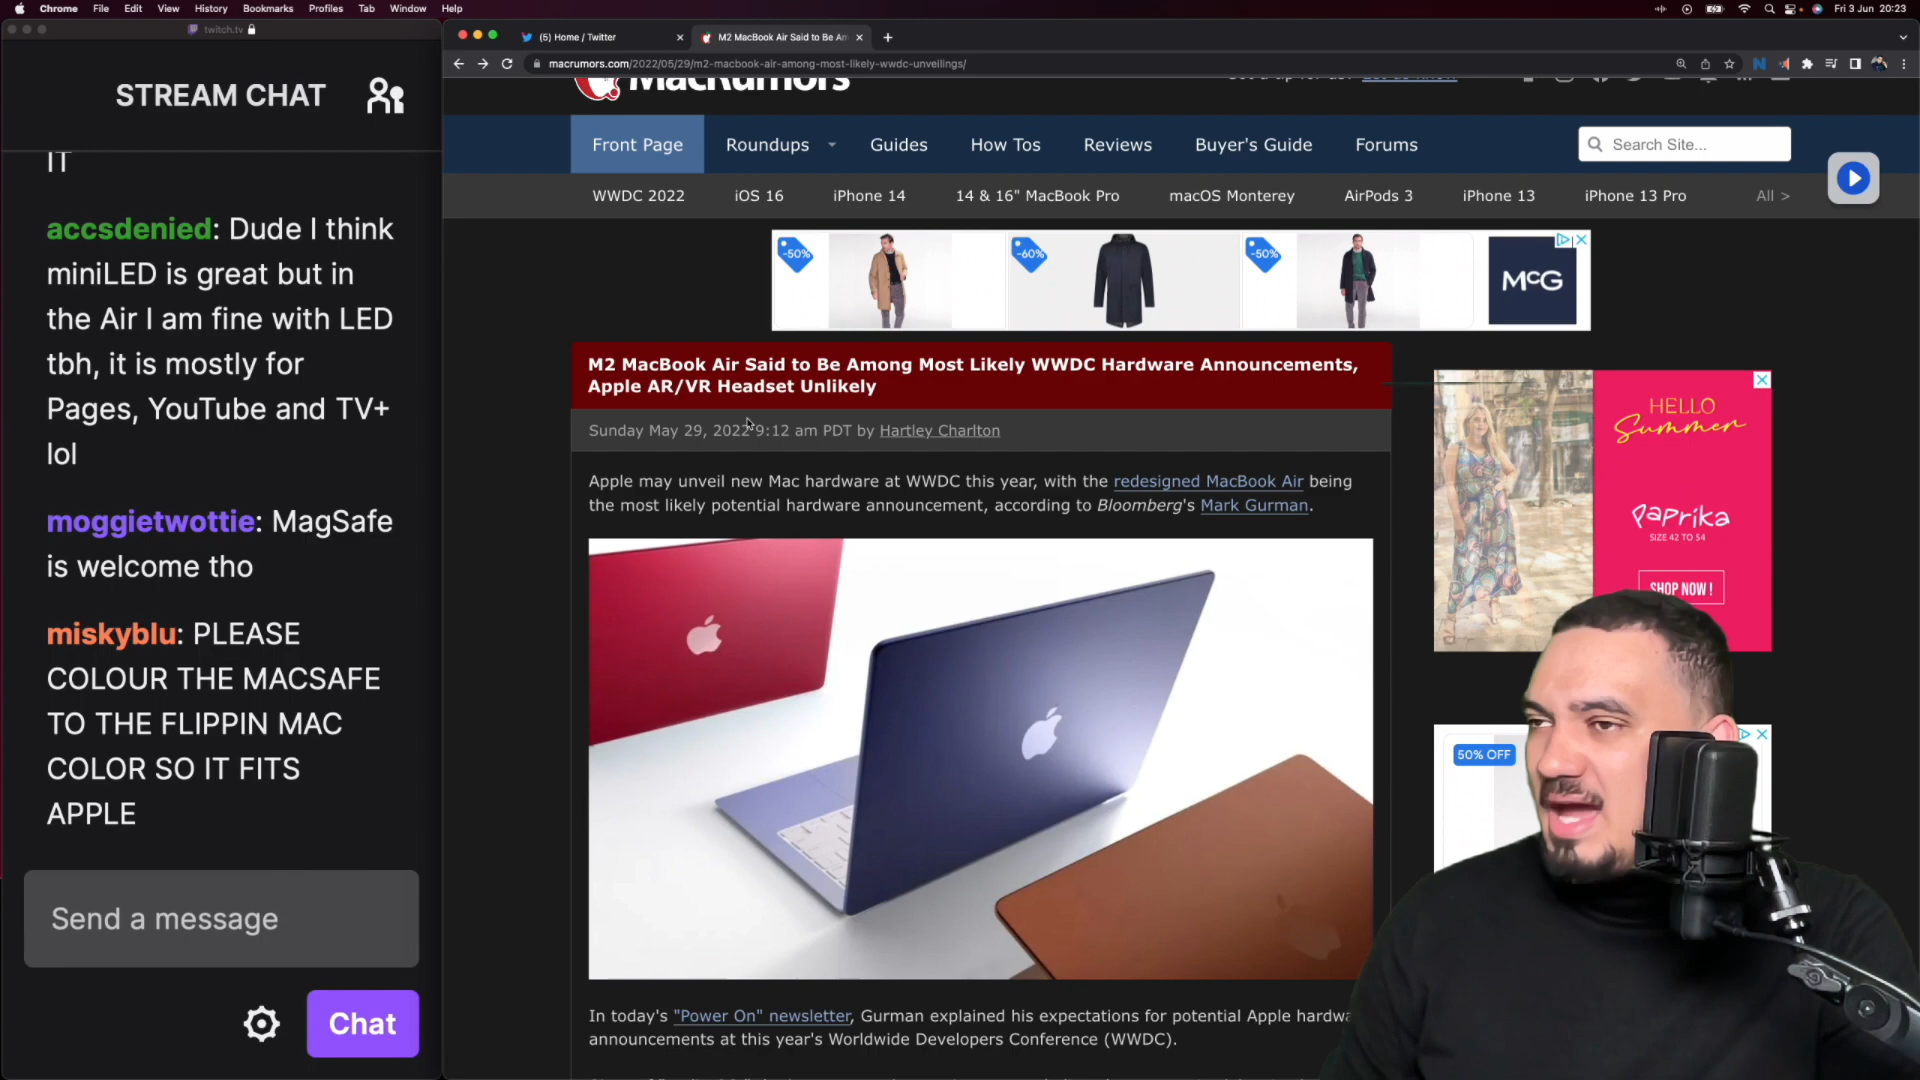 Chrome File Edit View History Bookmarks Profiles Tab Window Help
Fri 3 Jun 20:23
twitch.tv
(5) Home / Twitter
M2 MacBook Air Said to Be An
macrumors.com/2022/05/29/m2-macbook-air-among-most-likely-wwdc-unveilings/
STREAM CHAT
IT
accsdenied: Dude I think
miniLED is great but in
the Air I am fine with LED
tbh, it is mostly for
Pages, YouTube and TV+
lol
moggietwottie: MagSafe
is welcome tho
miskyblu: PLEASE
COLOUR THE MACSAFE
TO THE FLIPPIN MAC
COLOR SO IT FITS
APPLE
Send a message
Chat
MacRumors
Front Page Roundups Guides How Tos Reviews Buyer's Guide Forums
Search Site...
WWDC 2022 iOS 16 iPhone 14 14 & 16" MacBook Pro macOS Monterey AirPods 3 iPhone 13 iPhone 13 Pro All >
-50%
-60%
-50%
McG
M2 MacBook Air Said to Be Among Most Likely WWDC Hardware Announcements,
Apple AR/VR Headset Unlikely
Sunday May 29, 2022 9:12 am PDT by Hartley Charlton
Apple may unveil new Mac hardware at WWDC this year, with the redesigned MacBook Air being
the most likely potential hardware announcement, according to Bloomberg's Mark Gurman.
In today's "Power On" newsletter, Gurman explained his expectations for potential Apple hardwa
announcements at this year's Worldwide Developers Conference (WWDC).
HELLO
Summer
paprika
SIZE 42 TO 54
SHOP NOW !
50% OFF